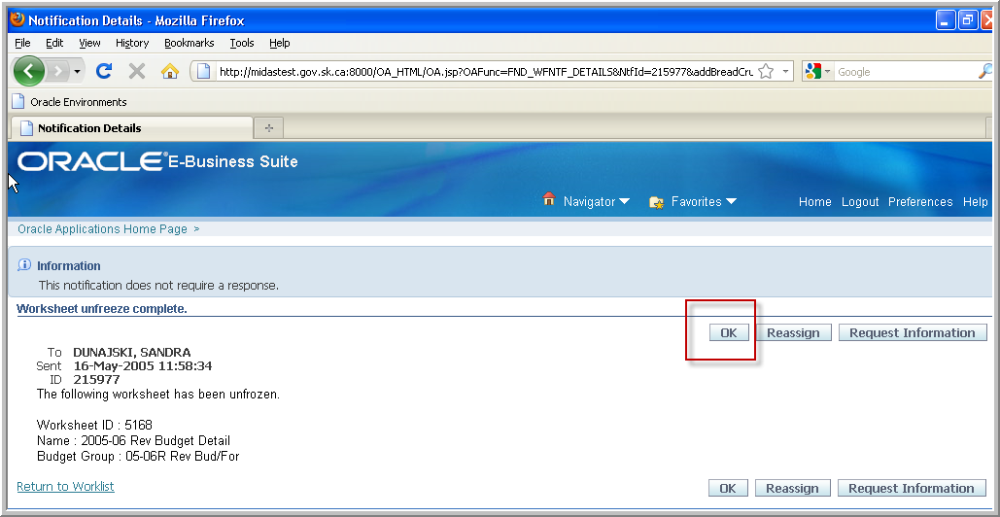 Notification Details - Mozilla Firefox
File Edit View History Bookmarks Tools Help
http://midastest.gov.sk.ca:8000/OA_HTML/OA.jsp?OAFunc=FND_WFNTF_DETAILS&NtfId=215977&addBreadCru Google
Oracle Environments
Notification Details
ORACLE® E-Business Suite
Navigator Favorites Home Logout Preferences Help
Oracle Applications Home Page >
Information
This notification does not require a response.
Worksheet unfreeze complete.
OK Reassign Request Information
To DUNAJSKI, SANDRA
Sent 16-May-2005 11:58:34
ID 215977
The following worksheet has been unfrozen.
Worksheet ID : 5168
Name : 2005-06 Rev Budget Detail
Budget Group : 05-06R Rev Bud/For
Return to Worklist OK Reassign Request Information